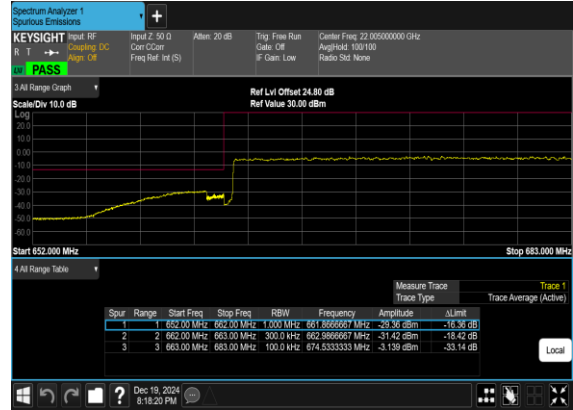 Spectrum Analyzer 1
Spurious Emissions
KEYSIGHT Input: RF Input Z: 50 Ω Atten: 20 dB Trig: Free Run Center Freq: 22.005000000 GHz
R T Coupling: DC Corr CCorr Gate: Off Avg|Hold: 100/100
Align: Off Freq Ref: Int (S) IF Gain: Low Radio Std: None
PASS
3 All Range Graph
Ref Lvl Offset 24.80 dB
Scale/Div 10.0 dB Ref Value 30.00 dBm
Log
20.0
10.0
0.00
-10.0
-20.0
-30.0
-40.0
-50.0
-60.0
Start 652.000 MHz Stop 683.000 MHz
4 All Range Table
Measure Trace Trace 1
Trace Type Trace Average (Active)
Spur Range Start Freq Stop Freq RBW Frequency Amplitude ΔLimit
1 1 652.00 MHz 662.00 MHz 1.000 MHz 661.8666667 MHz -29.36 dBm -16.36 dB
2 2 662.00 MHz 663.00 MHz 300.0 kHz 662.9866667 MHz -31.42 dBm -18.42 dB
3 3 663.00 MHz 683.00 MHz 100.0 kHz 674.5333333 MHz -3.139 dBm -33.14 dB
Local
? Dec 19, 2024
8:18:20 PM